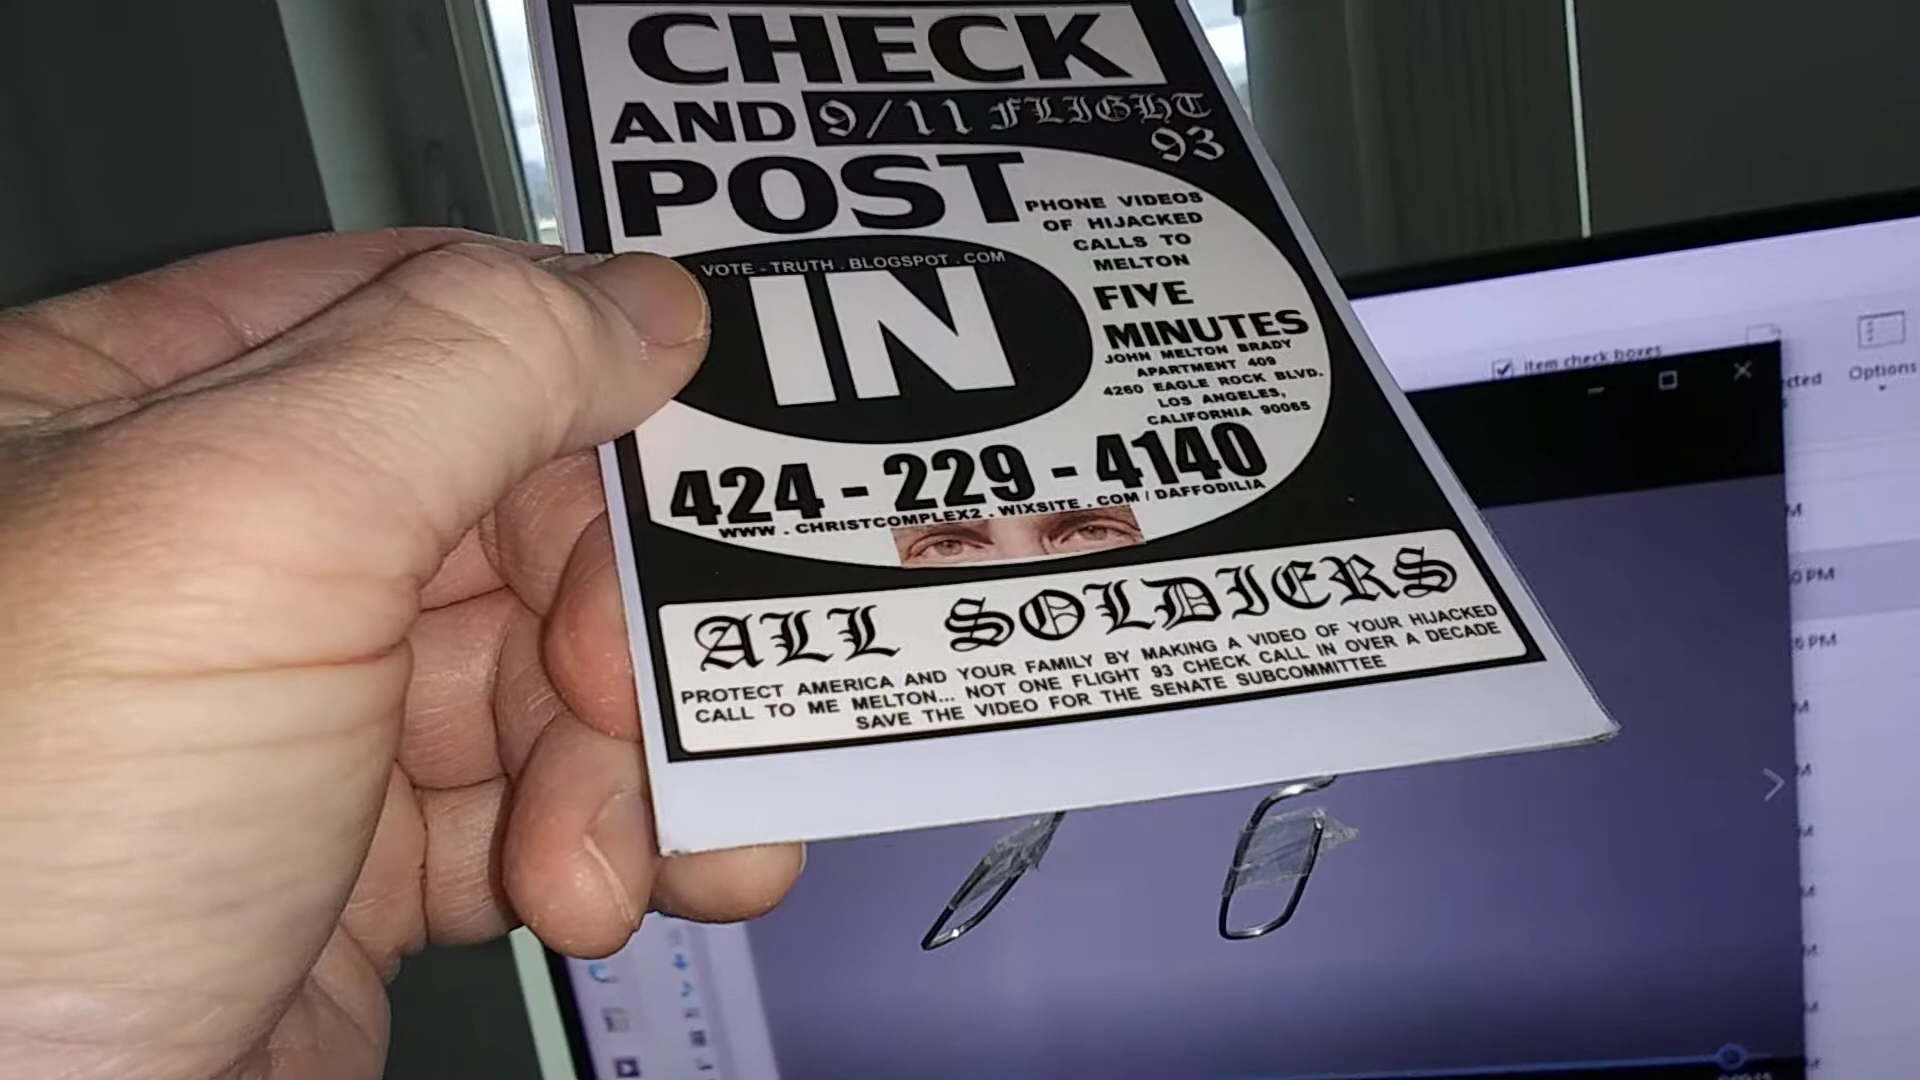 CHECK
AND 9/11 FLIGHT
93
POST
PHONE VIDEOS
OF HIJACKED
CALLS TO
MELTON
VOTE - TRUTH . BLOGSPOT . COM
IN
FIVE
MINUTES
JOHN MELTON BRADY
APARTMENT 409
4260 EAGLE ROCK BLVD.
LOS ANGELES,
CALIFORNIA 90065
424 - 229 - 4140
WWW . CHRISTCOMPLEX2 . WIXSITE . COM / DAFFODILIA
ALL SOLDIERS
PROTECT AMERICA AND YOUR FAMILY BY MAKING A VIDEO OF YOUR HIJACKED
CALL TO ME MELTON... NOT ONE FLIGHT 93 CHECK CALL IN OVER A DECADE
SAVE THE VIDEO FOR THE SENATE SUBCOMMITTEE
Item check boxes
Options
PM
PM